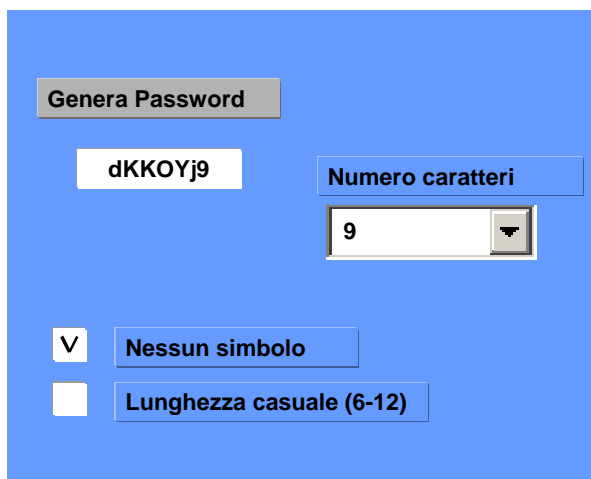 Genera Password
dKKOYj9
Numero caratteri
9
V
Nessun simbolo
Lunghezza casuale (6-12)